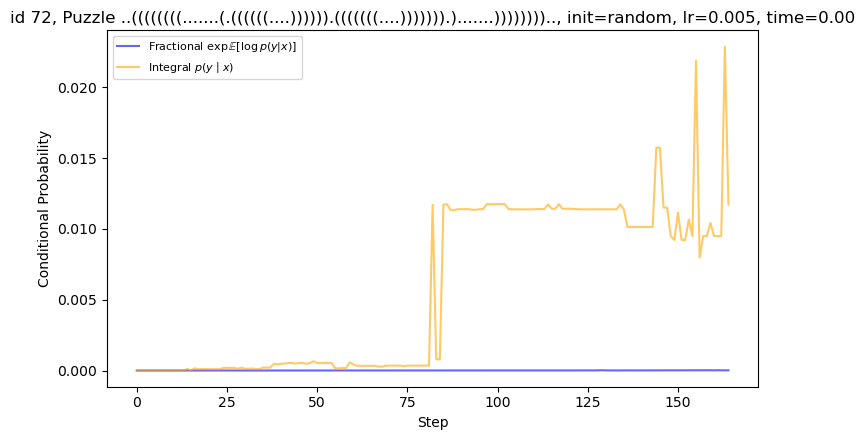 id 72, Puzzle ..((((((((.......(.((((((....)))))).(((((((....))))))).).......)))))))).., init=random, lr=0.005, time=0.00
Fractional exp𝔼[log p(y|x)]
Integral p(y | x)
Conditional Probability
0.020
0.015
0.010
0.005
0.000
0
25
50
75
100
125
150
Step